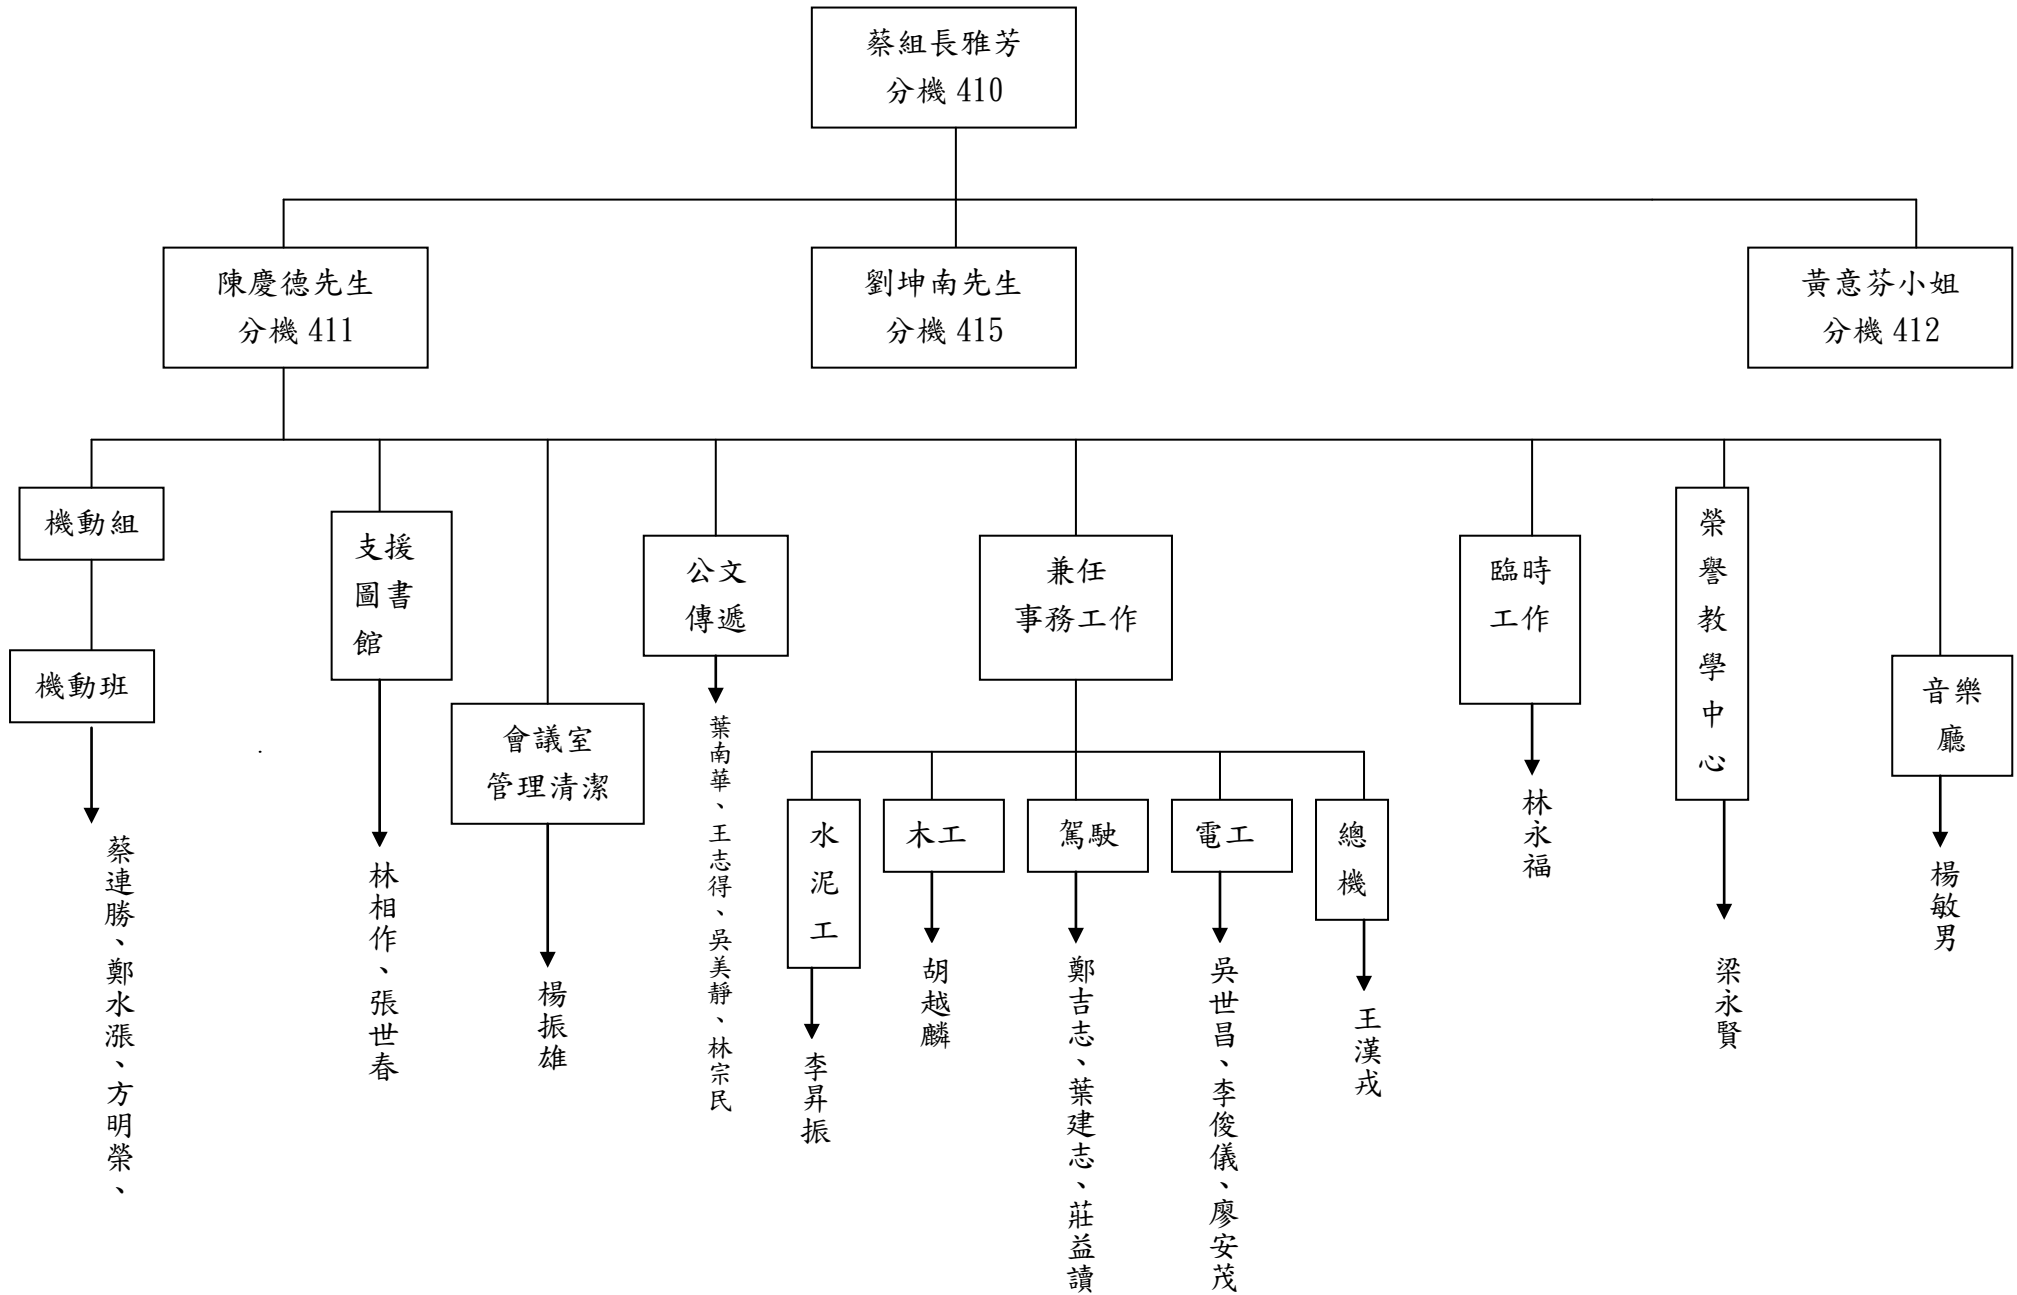 蔡組長雅芳
分機 410
陳慶德先生
分機 411
劉坤南先生
分機 415
黃意芬小姐
分機 412
機動組
支援
圖書
館
公文
傳遞
兼任
事務工作
臨時
工作
榮譽教學中心
機動班
會議室
管理清潔
音樂
廳
水泥工
木工
駕駛
電工
總機
蔡連勝、鄭水漲、方明榮、
林相作、張世春
楊振雄
葉南華、王志得、吳美靜、林宗民
李昇振
胡越麟
鄭吉志、葉建志、莊益讀
吳世昌、李俊儀、廖安茂
王漢戎
林永福
梁永賢
楊敏男